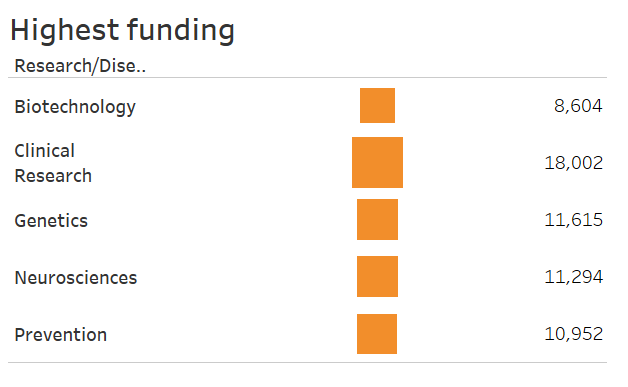 Highest funding
Research/Dise..
Biotechnology 8,604
Clinical
Research 18,002
Genetics 11,615
Neurosciences 11,294
Prevention 10,952